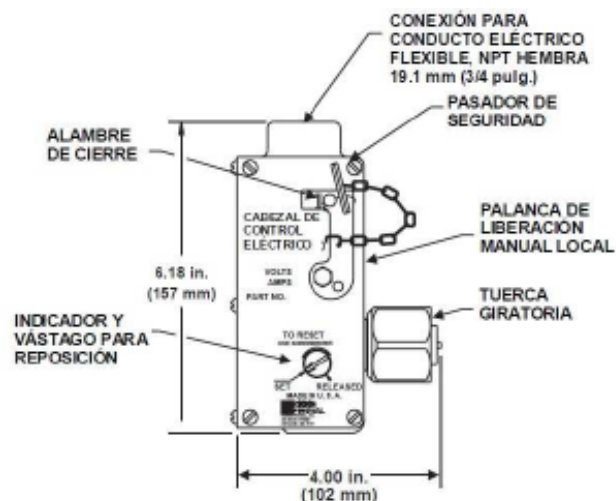 CONEXIÓN PARA
CONDUCTO ELÉCTRICO
FLEXIBLE, NPT HEMBRA
19.1 mm (3/4 pulg.)
PASADOR DE
SEGURIDAD
ALAMBRE
DE CIERRE
CABEZAL DE
CONTROL
ELÉCTRICO
PALANCA DE
LIBERACIÓN
MANUAL LOCAL
6.18 in.
(157 mm)
VOLTS
AMPS
PART NO.
TUERCA
GIRATORIA
INDICADOR Y
VÁSTAGO PARA
REPOSICIÓN
TO RESET
SET
RELEASED
MADE IN U.S.A.
4.00 in.
(102 mm)